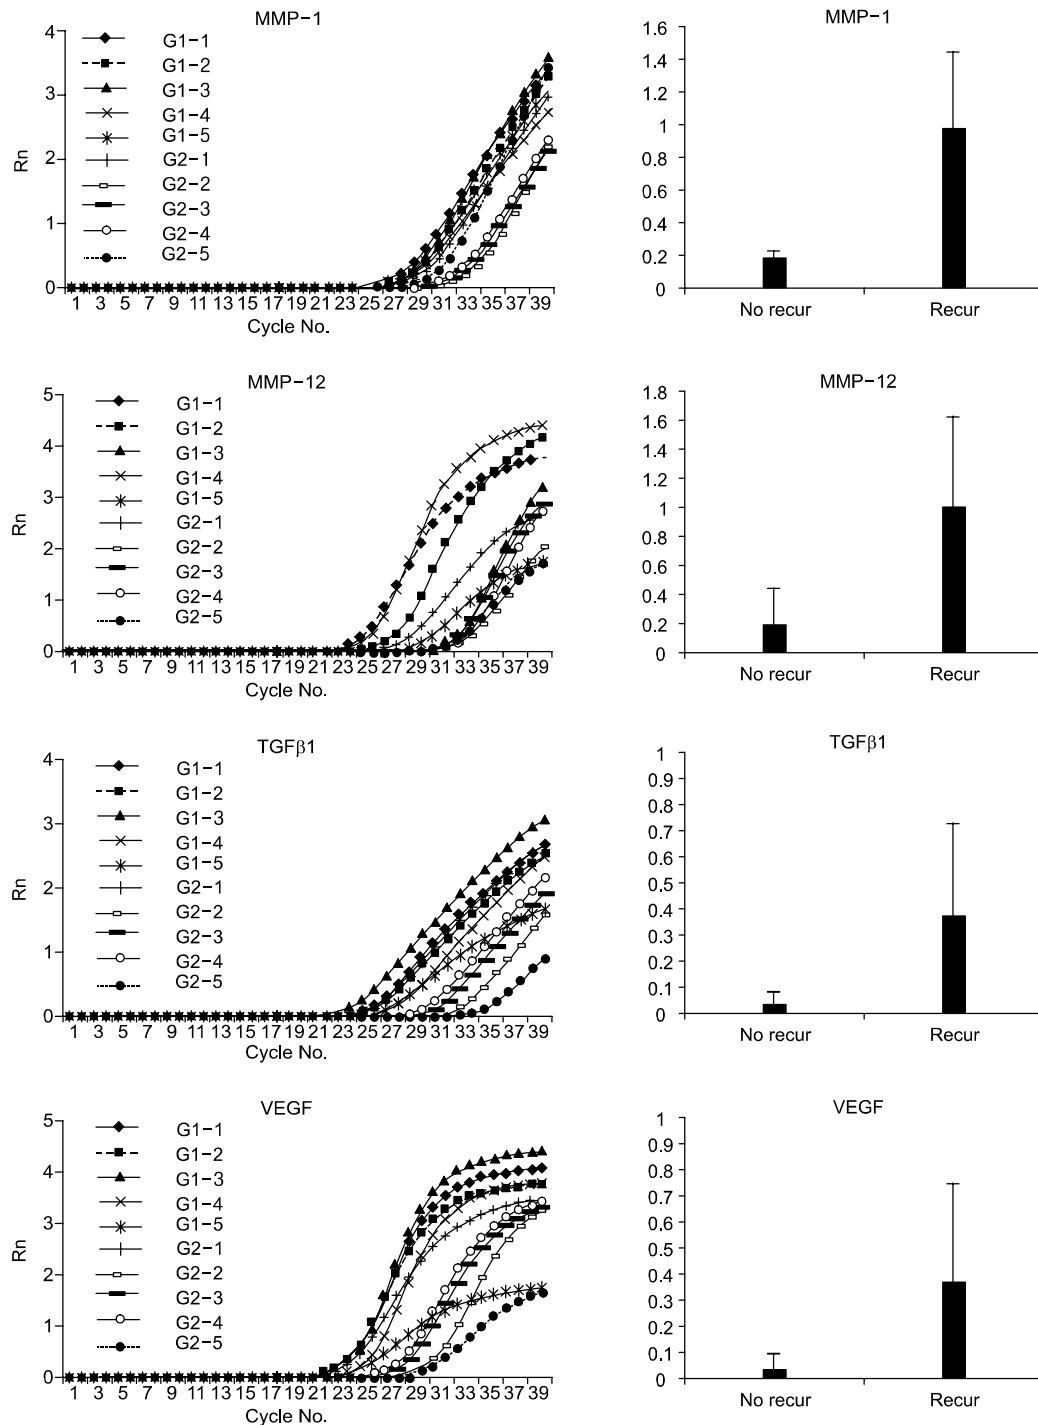 MMP-1
4
3
2
1
0
Rn
G1-1
G1-2
G1-3
G1-4
G1-5
G2-1
G2-2
G2-3
G2-4
G2-5
1 3 5 7 9 11 13 15 17 19 21 23 25 27 29 31 33 35 37 39
Cycle No.
MMP-1
1.6
1.4
1.2
1
0.8
0.6
0.4
0.2
0
No recur Recur
MMP-12
5
4
3
2
1
0
Rn
G1-1
G1-2
G1-3
G1-4
G1-5
G2-1
G2-2
G2-3
G2-4
G2-5
1 3 5 7 9 11 13 15 17 19 21 23 25 27 29 31 33 35 37 39
Cycle No.
MMP-12
1.8
1.6
1.4
1.2
1
0.8
0.6
0.4
0.2
0
No recur Recur
TGFβ1
4
3
2
1
0
Rn
G1-1
G1-2
G1-3
G1-4
G1-5
G2-1
G2-2
G2-3
G2-4
G2-5
1 3 5 7 9 11 13 15 17 19 21 23 25 27 29 31 33 35 37 39
Cycle No.
TGFβ1
1
0.9
0.8
0.7
0.6
0.5
0.4
0.3
0.2
0.1
0
No recur Recur
VEGF
5
4
3
2
1
0
Rn
G1-1
G1-2
G1-3
G1-4
G1-5
G2-1
G2-2
G2-3
G2-4
G2-5
1 3 5 7 9 11 13 15 17 19 21 23 25 27 29 31 33 35 37 39
Cycle No.
VEGF
1
0.9
0.8
0.7
0.6
0.5
0.4
0.3
0.2
0.1
0
No recur Recur